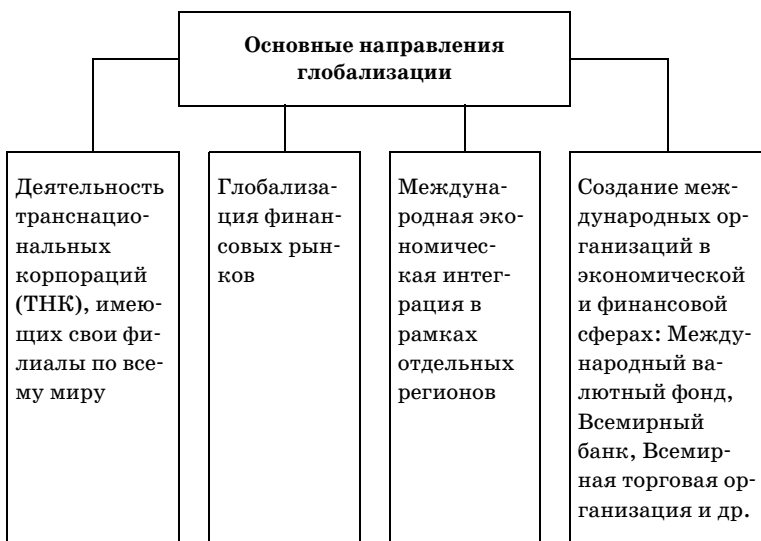 Основные направления
глобализации
Деятельность
транснацио-
нальных
корпораций
(ТНК), имею-
щих свои фи-
лиалы по все-
му миру
Глобализа-
ция финан-
совых рын-
ков
Междуна-
родная эко-
номичес-
кая интег-
рация в
рамках
отдельных
регионов
Создание меж-
дународных ор-
ганизаций в
экономической
и финансовой
сферах: Между-
народный ва-
лютный фонд,
Всемирный
банк, Всемир-
ная торговая ор-
ганизация и др.